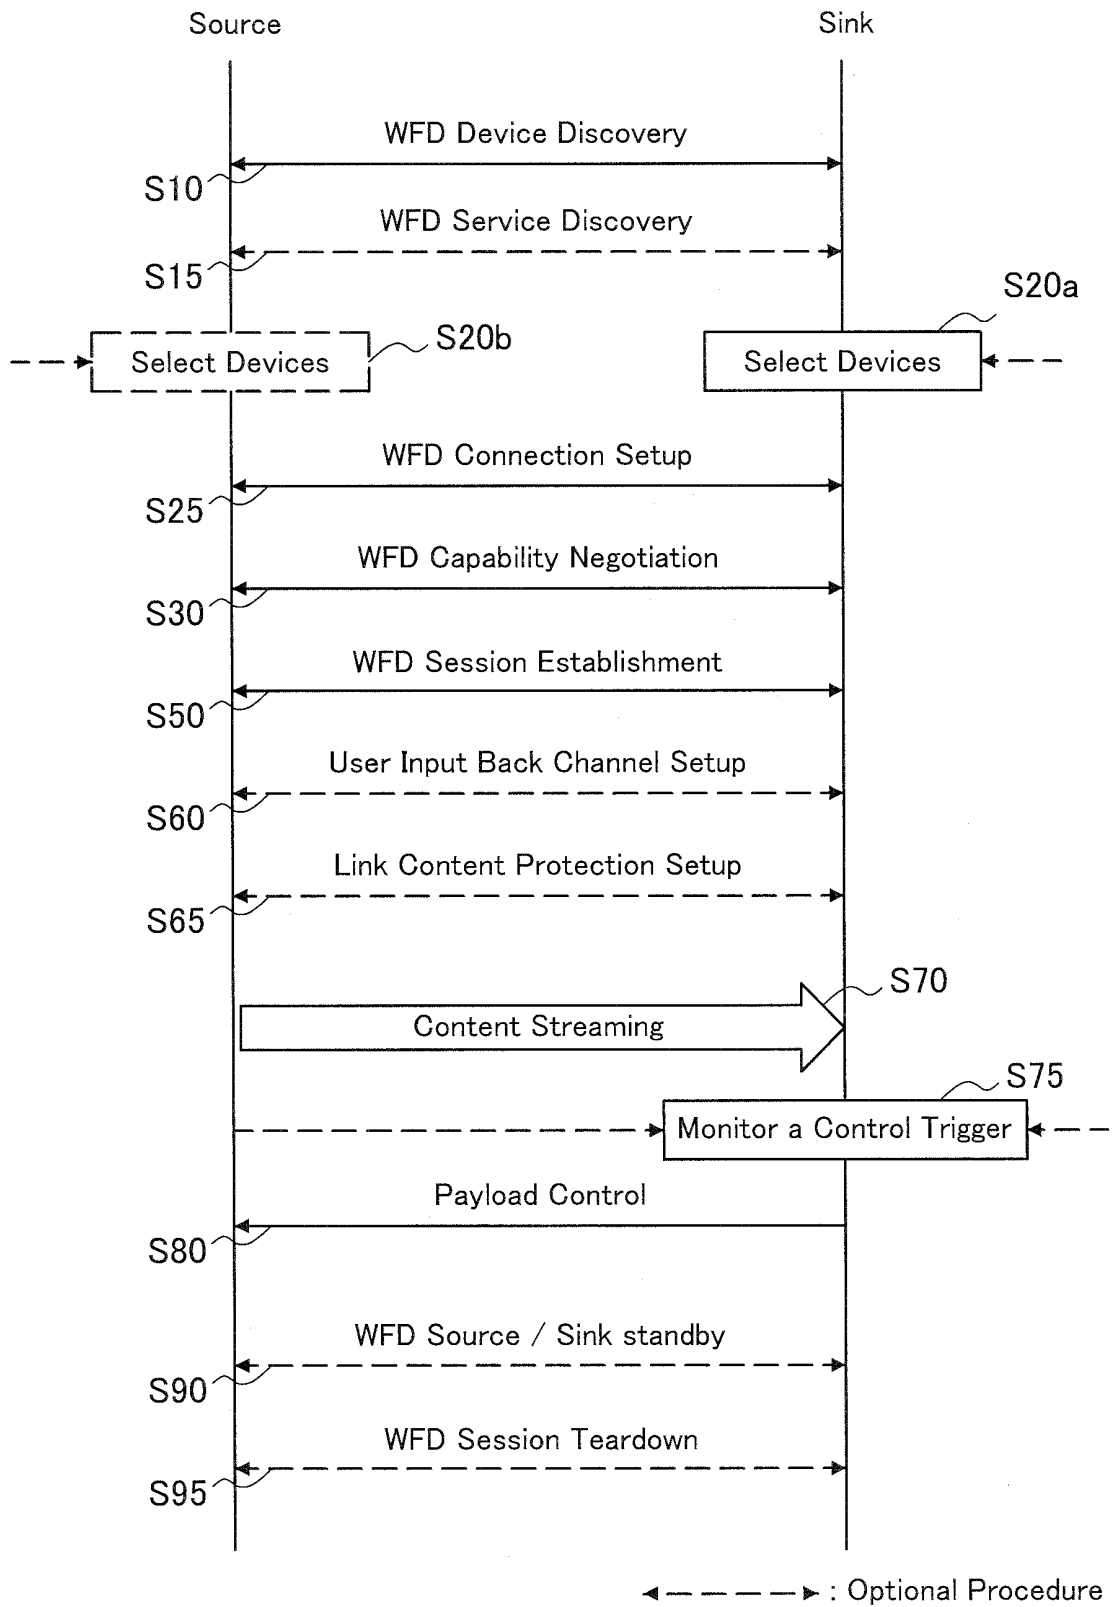 Source
Sink
WFD Device Discovery
S10
WFD Service Discovery
S15
S20a
S20b
Select Devices
Select Devices
WFD Connection Setup
S25
WFD Capability Negotiation
S30
WFD Session Establishment
S50
User Input Back Channel Setup
S60
Link Content Protection Setup
S65
S70
Content Streaming
S75
Monitor a Control Trigger
Payload Control
S80
WFD Source / Sink standby
S90
WFD Session Teardown
S95
: Optional Procedure